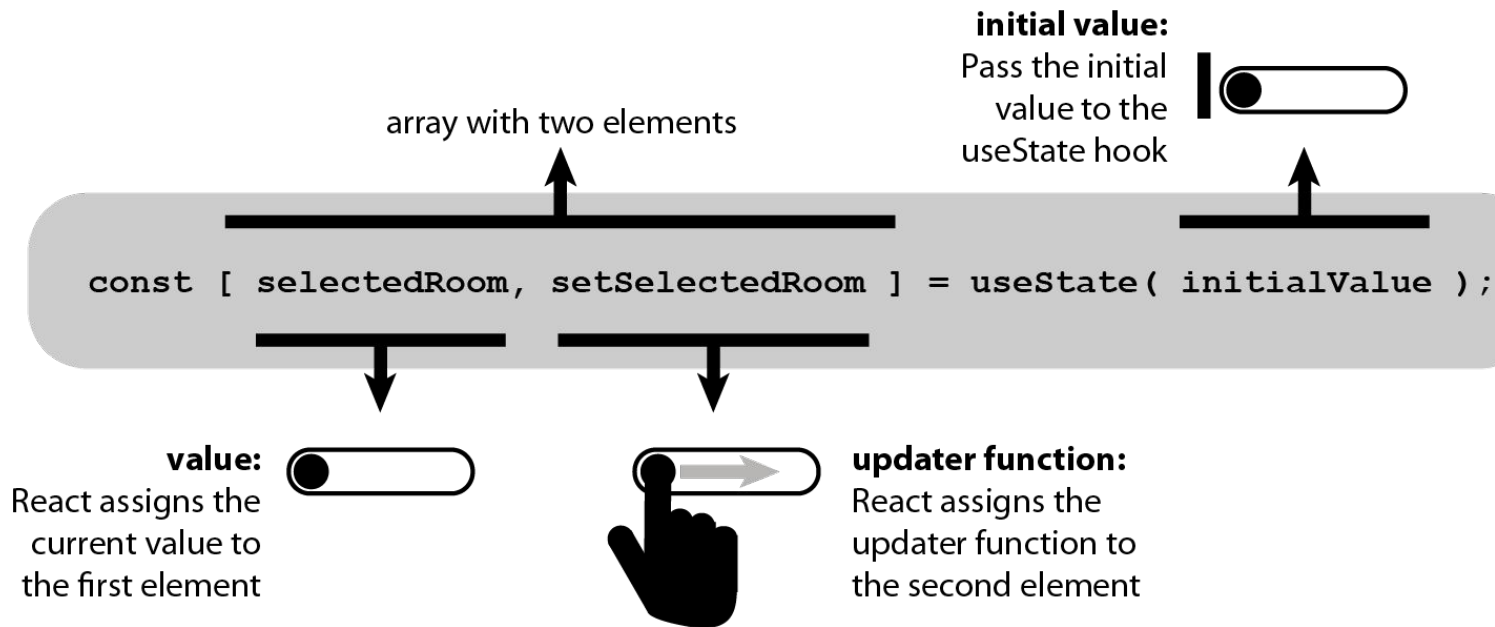 initial value:
Pass the initial
value to the
useState hook
array with two elements
const [ selectedRoom, setSelectedRoom ] = useState( initialValue );
value:
React assigns the
current value to
the first element
updater function:
React assigns the
updater function to
the second element